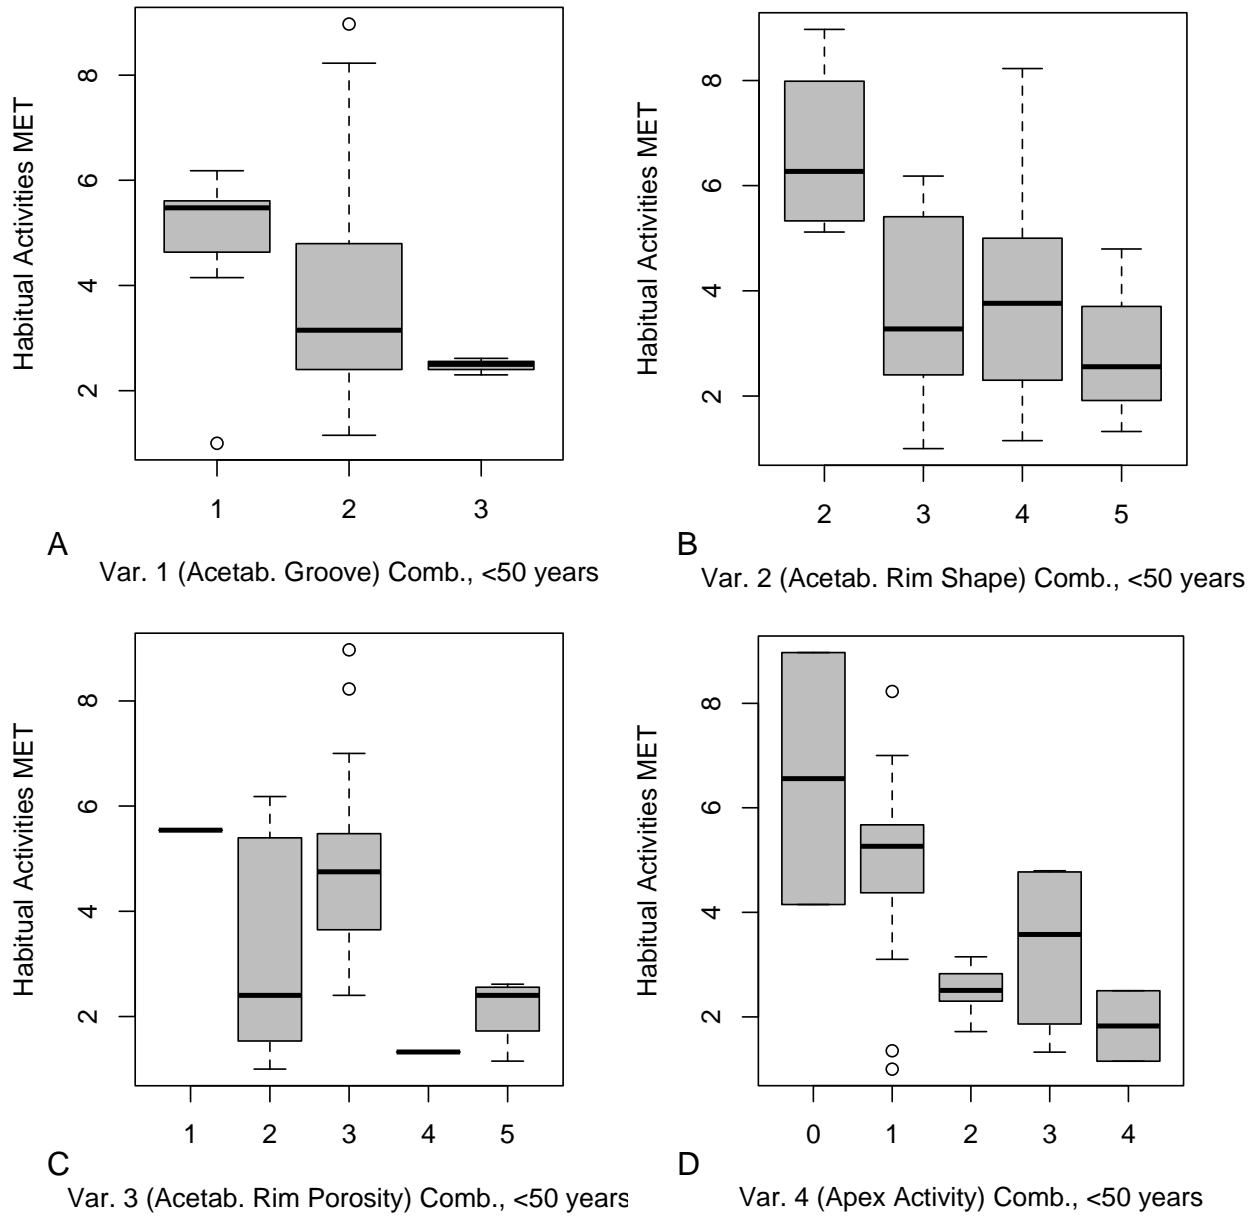 Habitual Activities MET
8
6
4
2
1 2 3
A
Var. 1 (Acetab. Groove) Comb., <50 years
Habitual Activities MET
8
6
4
2
2 3 4 5
B
Var. 2 (Acetab. Rim Shape) Comb., <50 years
Habitual Activities MET
8
6
4
2
1 2 3 4 5
C
Var. 3 (Acetab. Rim Porosity) Comb., <50 years
Habitual Activities MET
8
6
4
2
0 1 2 3 4
D
Var. 4 (Apex Activity) Comb., <50 years